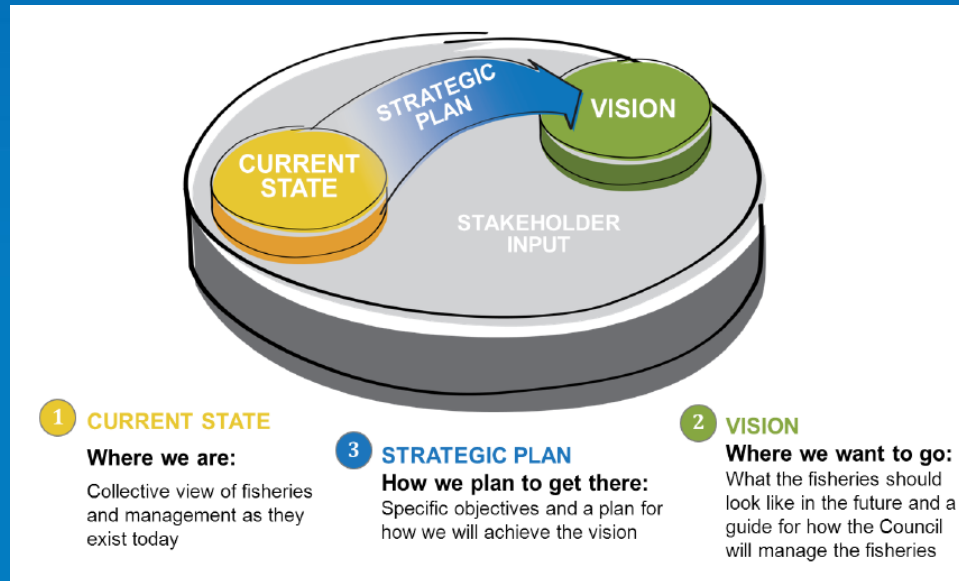 STRATEGIC
PLAN
VISION
CURRENT
STATE
STAKEHOLDER
INPUT
1 CURRENT STATE
Where we are:
Collective view of fisheries
and management as they
exist today
3 STRATEGIC PLAN
How we plan to get there:
Specific objectives and a plan for
how we will achieve the vision
2 VISION
Where we want to go:
What the fisheries should
look like in the future and a
guide for how the Council
will manage the fisheries